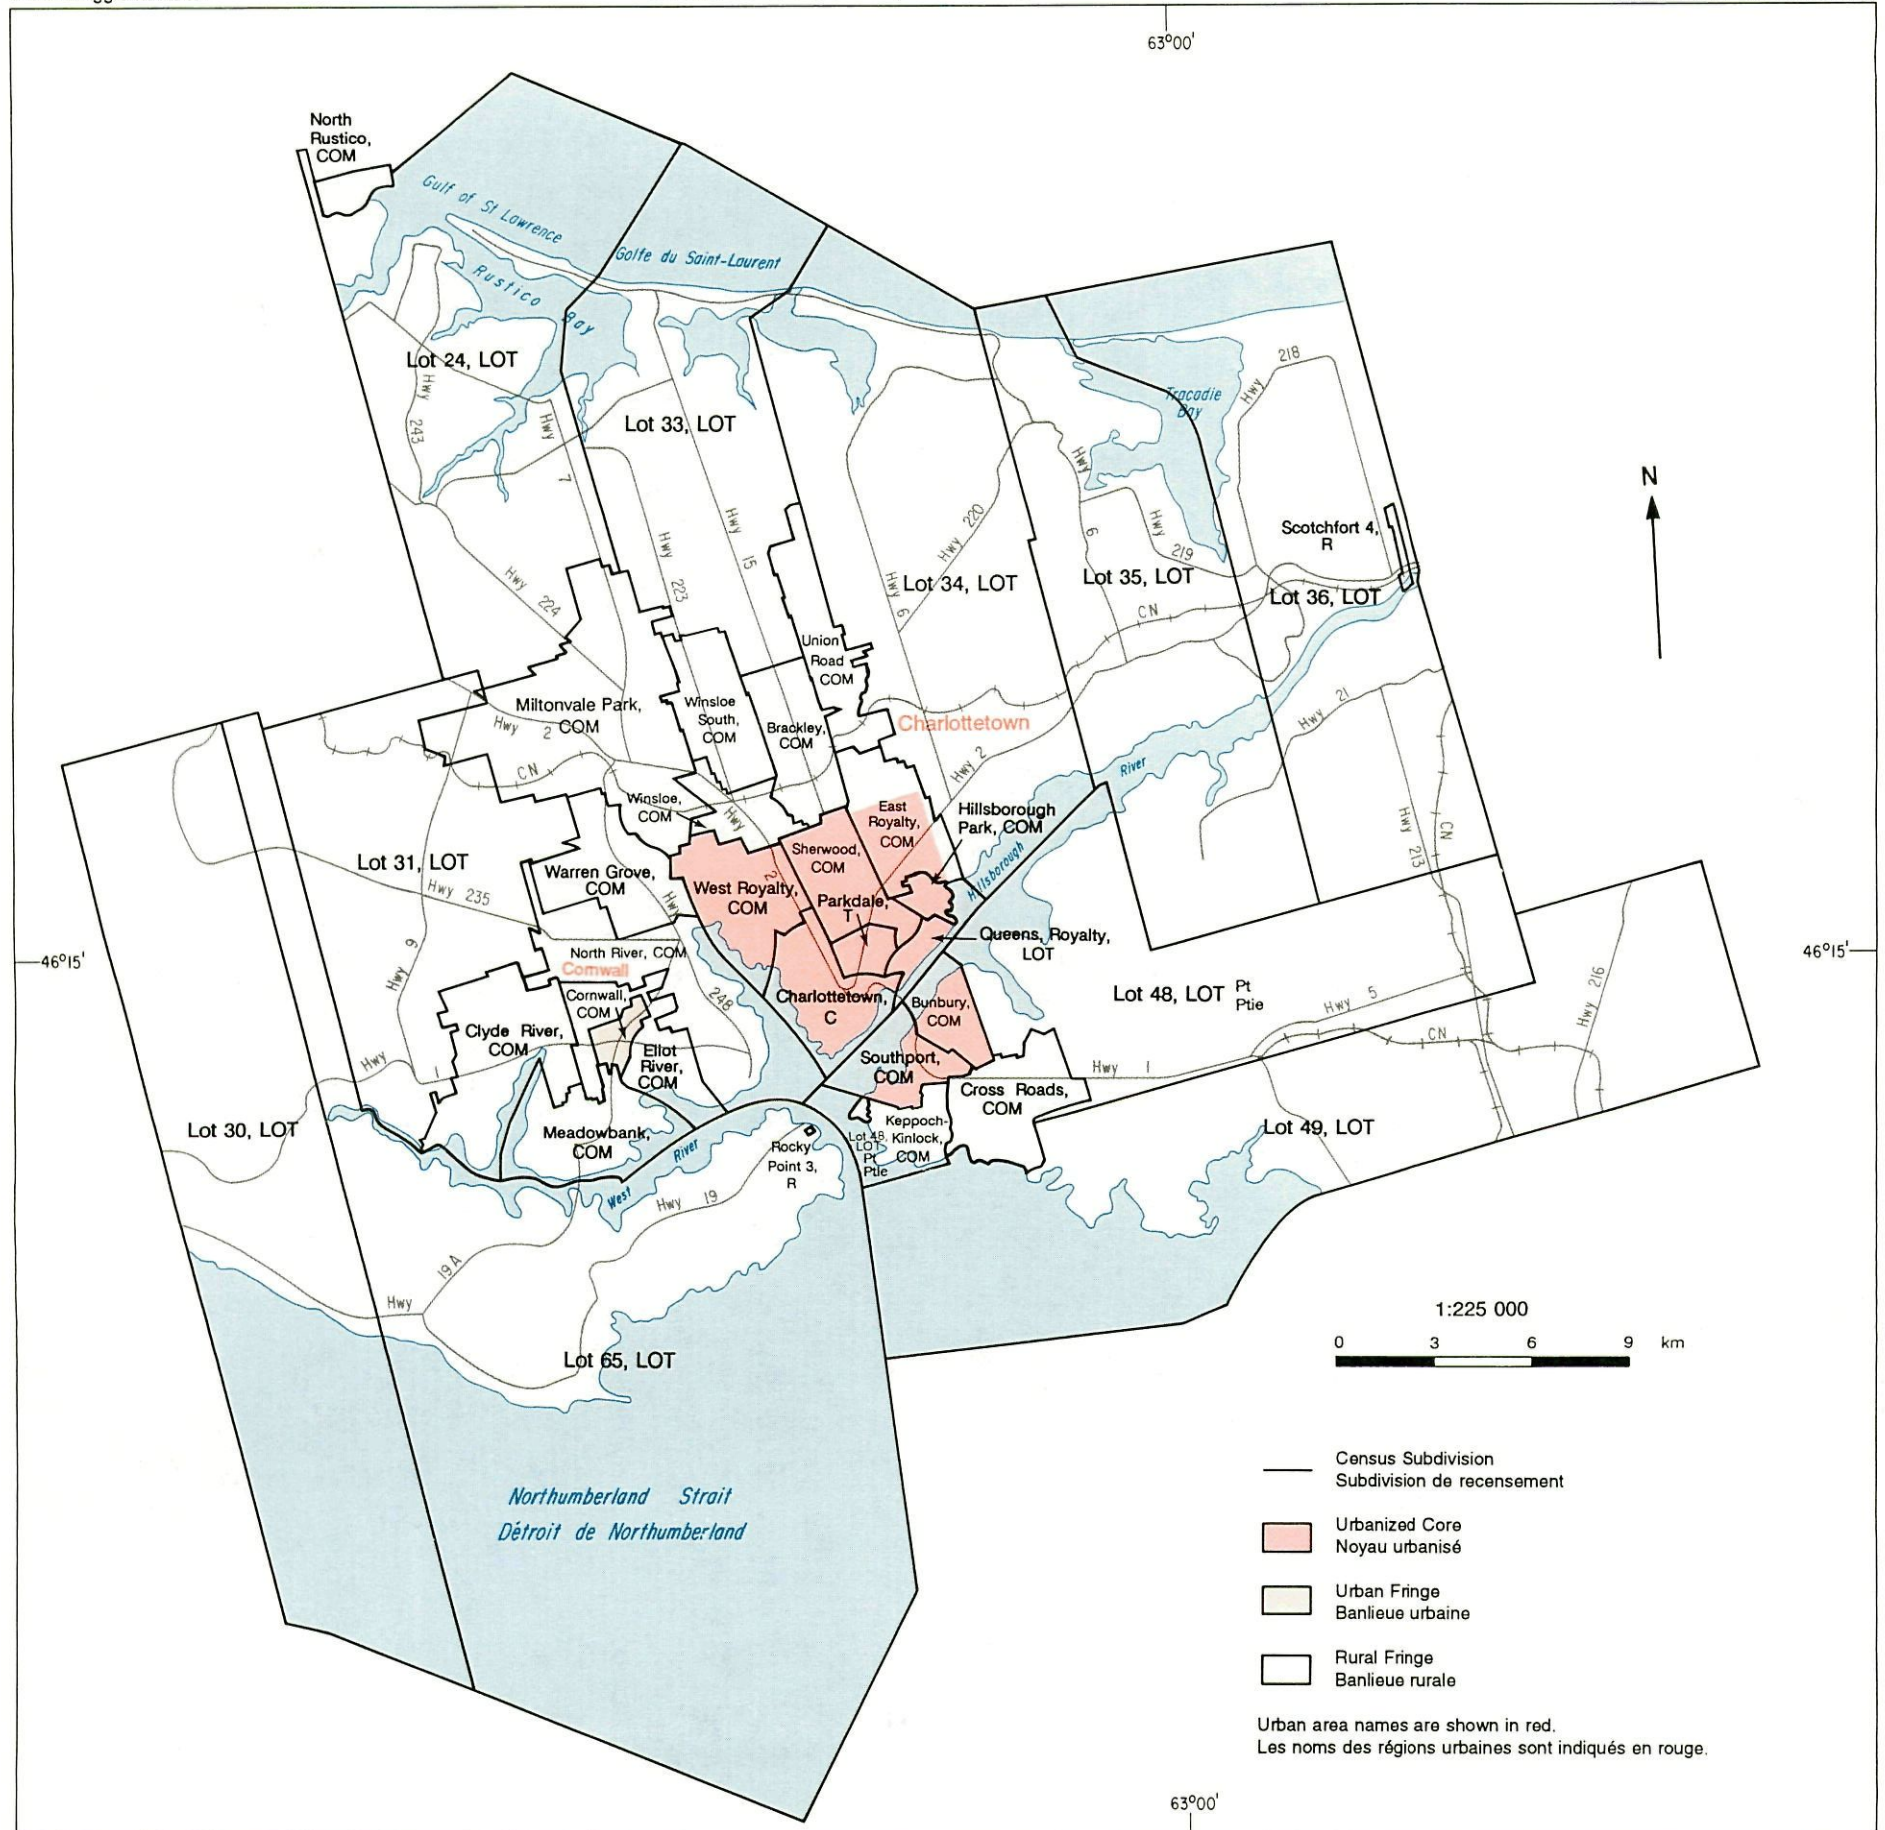 63°00'
North
Rustico,
COM
Gulf of St Lawrence
Golfe du Saint-Laurent
Rustico
Bay
Lot 24, LOT
Hwy
243
Hwy
7
Lot 33, LOT
Tracadie
Bay
Hwy 218
N
Hwy
6
Hwy
219
Hwy 220
Hwy
15
Hwy
223
Hwy
224
Hwy 6
Scotchfort 4,
R
Lot 34, LOT
Lot 35, LOT
Lot 36, LOT
CN
Union
Road
COM
Miltonvale Park,
COM
Hwy 2
CN
Winsloe
South,
COM
Brackley,
COM
Charlottetown
Hwy 2
Hwy 21
River
Hillsborough
Winsloe,
COM
Hwy
2
East
Royalty,
COM
Hillsborough
Park, COM
Sherwood,
COM
Hwy 213
CN
Lot 31, LOT
Hwy 235
Warren Grove,
COM
Hwy
248
West Royalty,
COM
Parkdale,
T
Queens, Royalty,
LOT
46°15'
46°15'
Hwy 6
North River, COM
Cornwall
Cornwall,
COM
Charlottetown,
C
Bunbury,
COM
Lot 48, LOT Pt
Ptie
Hwy 5
Hwy 216
CN
Clyde River,
COM
Hwy 1
Eliot
River,
COM
Southport,
COM
Hwy 1
Cross Roads,
COM
Lot 30, LOT
Meadowbank,
COM
Keppoch-
Kinlock,
COM
Lot 48,
LOT
Pt
Ptie
Lot 49, LOT
Rocky
Point 3,
R
West River
Hwy 19
19A
Hwy
Lot 65, LOT
1:225 000
0 3 6 9 km
Northumberland Strait
Détroit de Northumberland
Census Subdivision
Subdivision de recensement
Urbanized Core
Noyau urbanisé
Urban Fringe
Banlieue urbaine
Rural Fringe
Banlieue rurale
Urban area names are shown in red.
Les noms des régions urbaines sont indiqués en rouge.
63°00'